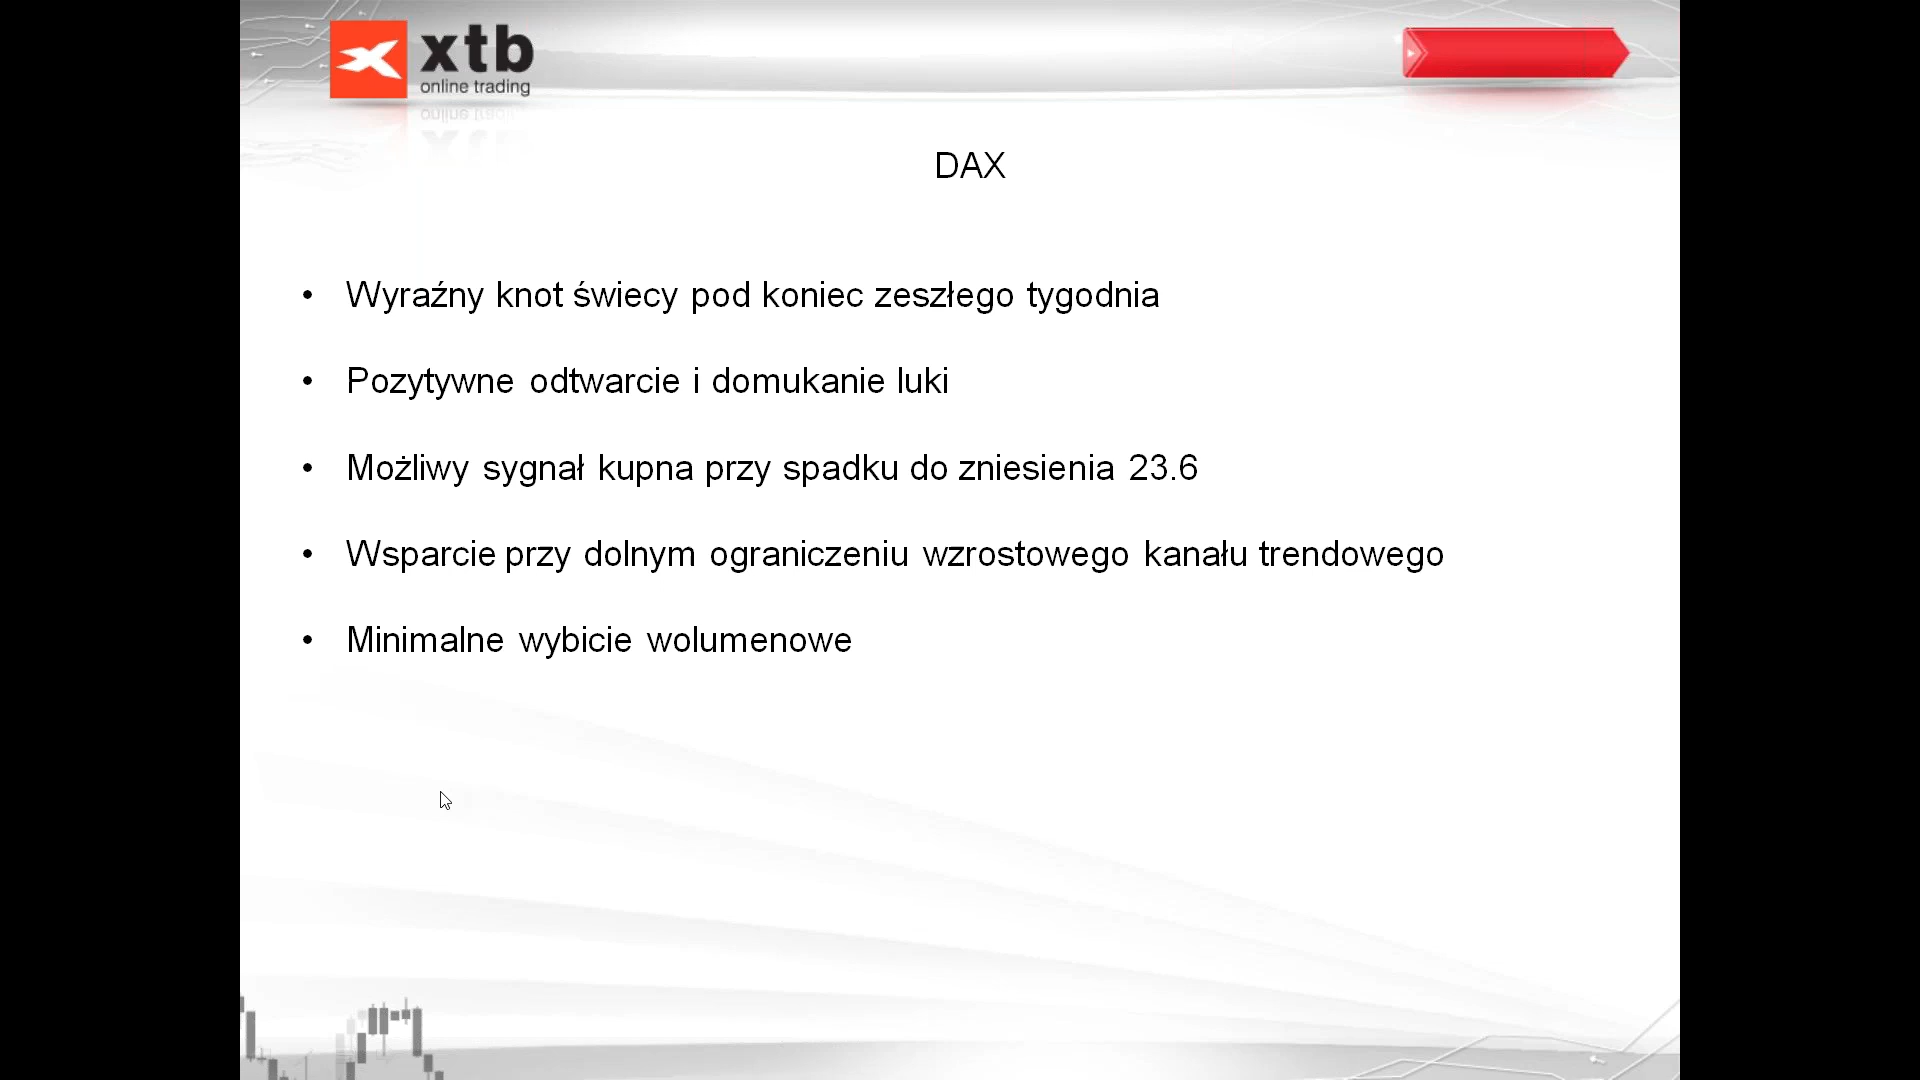 xtb
online trading
DAX
• Wyraźny knot świecy pod koniec zeszłego tygodnia
• Pozytywne odtwarcie i domukanie luki
• Możliwy sygnał kupna przy spadku do zniesienia 23.6
• Wsparcie przy dolnym ograniczeniu wzrostowego kanału trendowego
• Minimalne wybicie wolumenowe